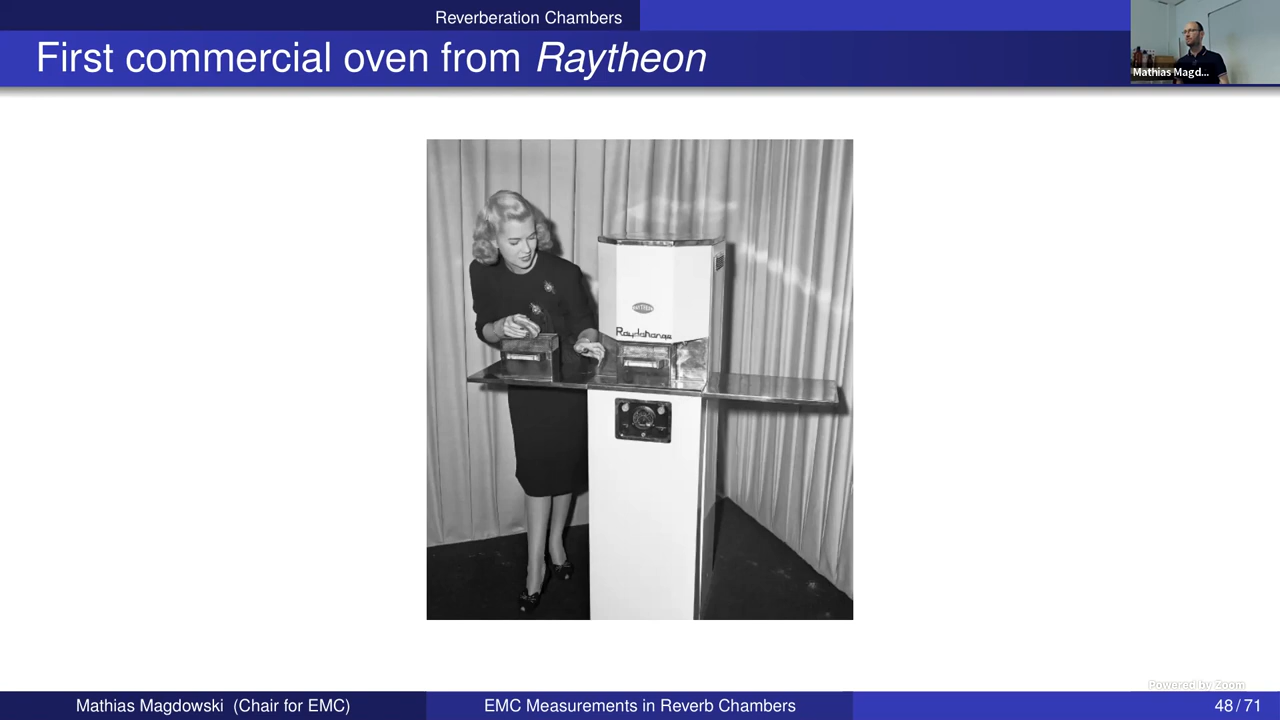 Reverberation Chambers
First commercial oven from Raytheon
Mathias Magd...
RAYTHEON
Radarange
Powered by Zoom
Mathias Magdowski (Chair for EMC)
EMC Measurements in Reverb Chambers
48 / 71